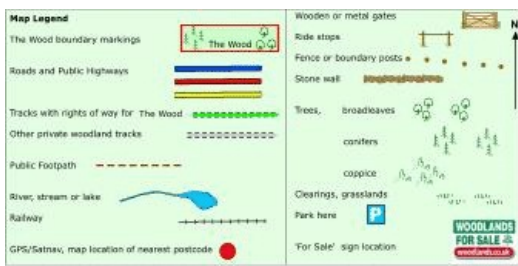 Map Legend
The Wood boundary markings
The Wood
Roads and Public Highways
Tracks with rights of way for The Wood
Other private woodland tracks
Public Footpath
River, stream or lake
Railway
GPS/Satnav, map location of nearest postcode
Wooden or metal gates
N
Ride stops
Fence or boundary posts
Stone wall
Trees, broadleaves
conifers
coppice
Clearings, grasslands
Park here P
'For Sale' sign location
WOODLANDS
FOR SALE
woodlands.co.uk